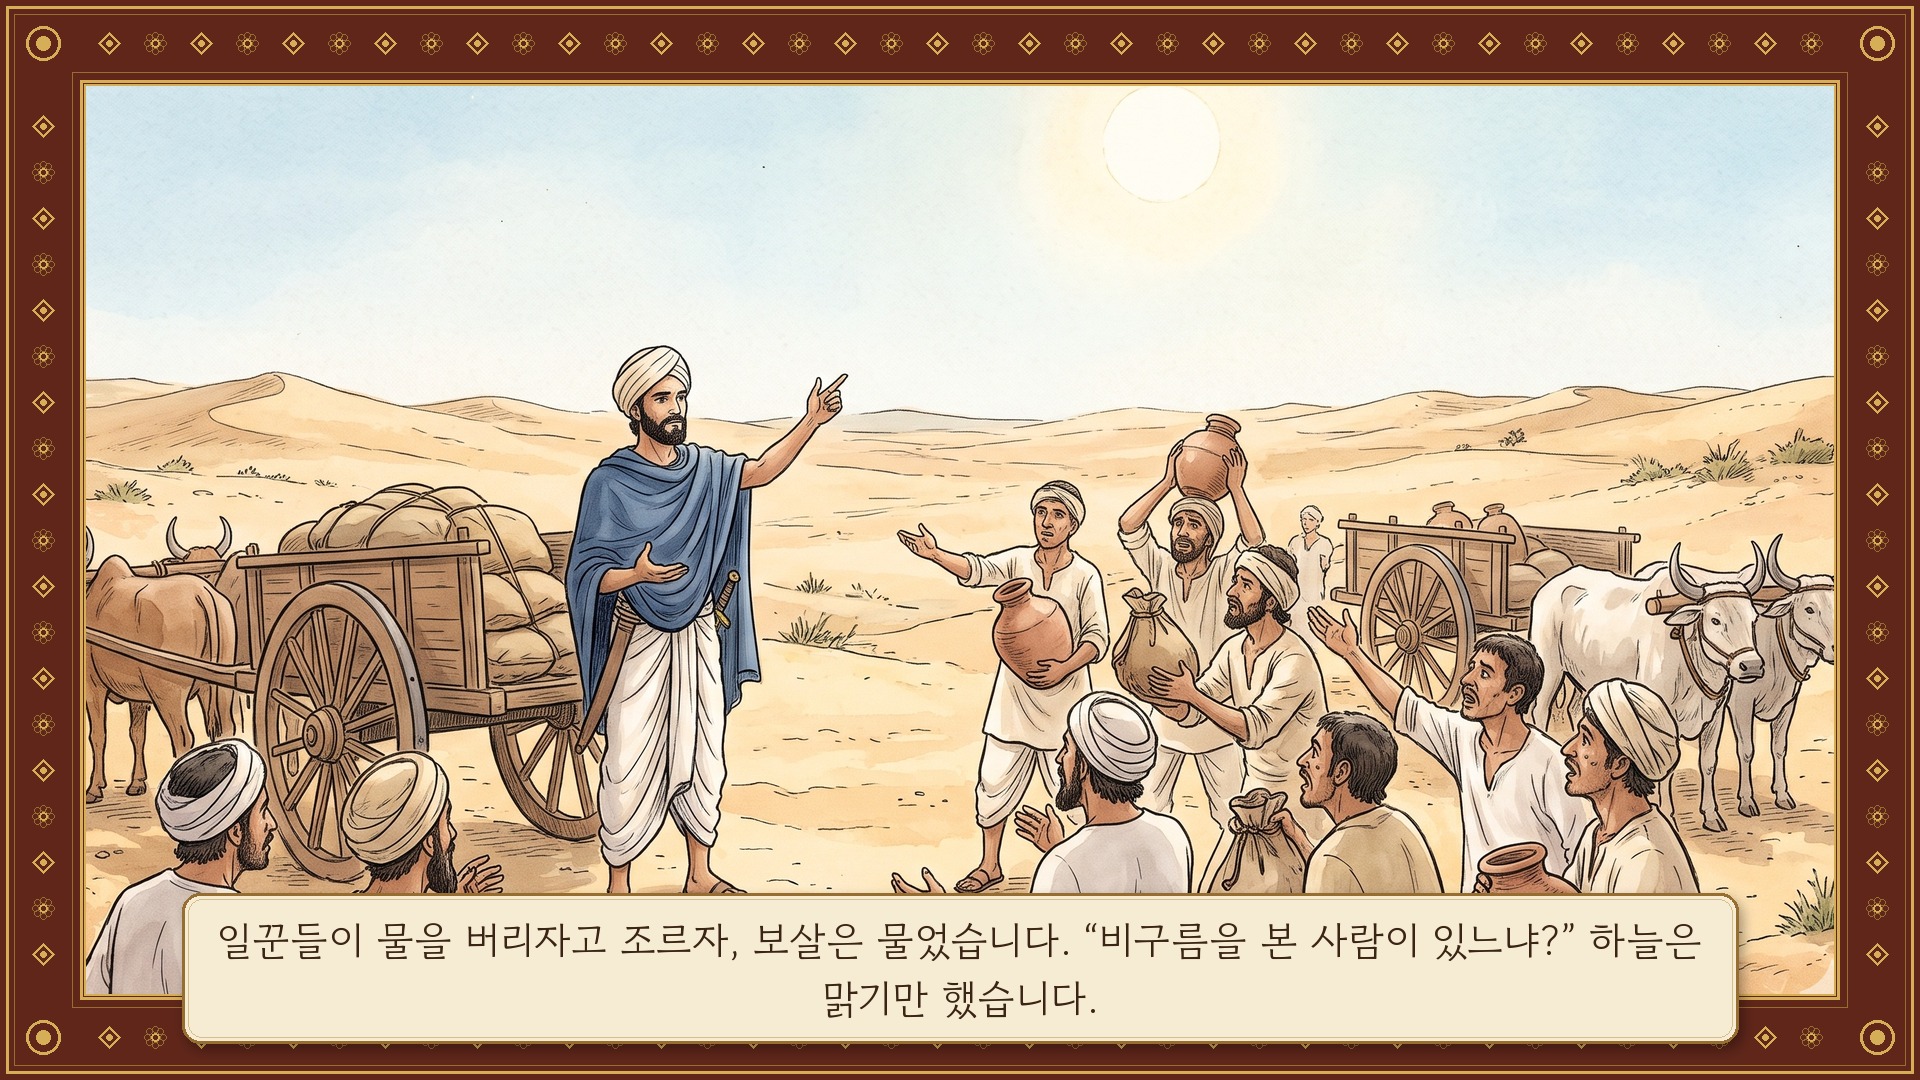 일꾼들이 물을 버리자고 조르자, 보살은 물었습니다. “비구름을 본 사람이 있느냐?” 하늘은
맑기만 했습니다.